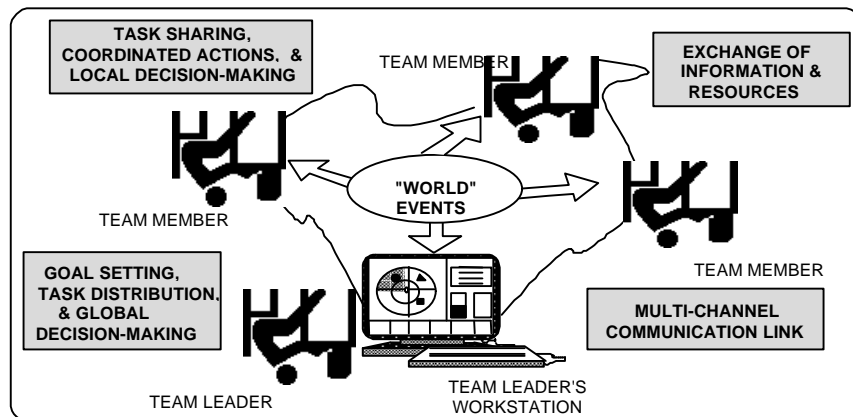 TASK SHARING,
COORDINATED ACTIONS, &
LOCAL DECISION-MAKING
TEAM MEMBER
EXCHANGE OF
INFORMATION &
RESOURCES
"WORLD"
EVENTS
TEAM MEMBER
TEAM MEMBER
GOAL SETTING,
TASK DISTRIBUTION,
& GLOBAL
DECISION-MAKING
MULTI-CHANNEL
COMMUNICATION LINK
TEAM LEADER
TEAM LEADER'S
WORKSTATION